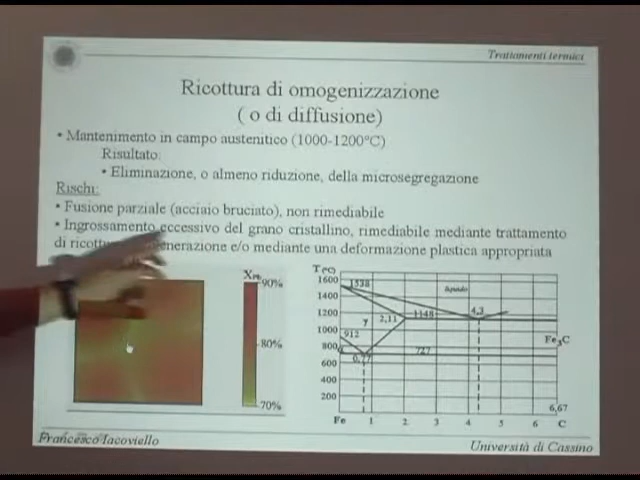 Trattamenti termici
Ricottura di omogenizzazione
( o di diffusione)
• Mantenimento in campo austenitico (1000-1200°C)
Risultato:
• Eliminazione, o almeno riduzione, della microsegregazione
Rischi:
• Fusione parziale (acciaio bruciato), non rimediabile
• Ingrossamento eccessivo del grano cristallino, rimediabile mediante trattamento
di e/o mediante una deformazione plastica appropriata
90%
80%
70%
T(°C)
1600
1400
1200
1000
800
600
400
200
1538
liquido
4,3
2,11
1148
γ
912
Fe3C
727
0,77
6,67
Fe 1 2 3 4 5 6 C
Francesco Iacoviello
Università di Cassino